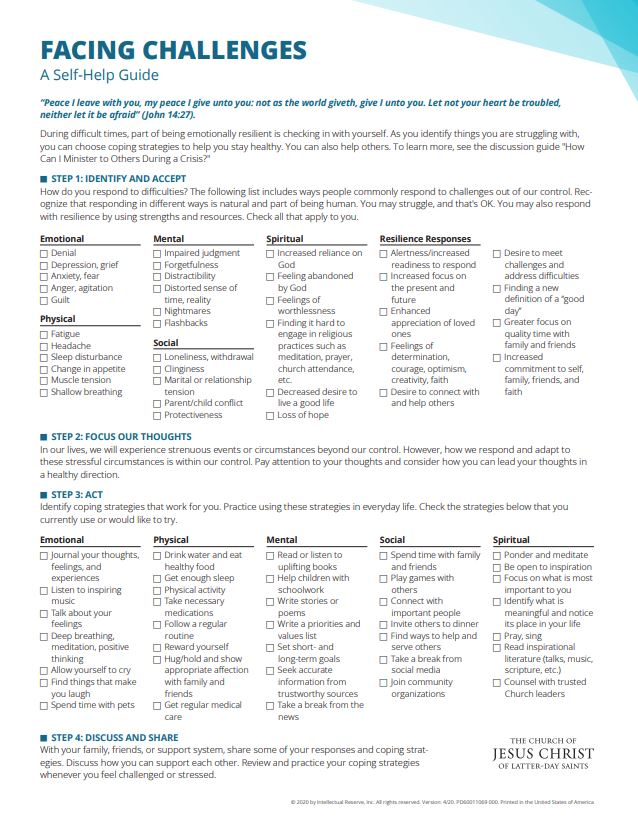 FACING CHALLENGES
A Self-Help Guide
“Peace I leave with you, my peace I give unto you: not as the world giveth, give I unto you. Let not your heart be troubled,
neither let it be afraid” (John 14:27).
During difficult times, part of being emotionally resilient is checking in with yourself. As you identify things you are struggling with,
you can choose coping strategies to help you stay healthy. You can also help others. To learn more, see the discussion guide “How
Can I Minister to Others During a Crisis?”
STEP 1: IDENTIFY AND ACCEPT
How do you respond to difficulties? The following list includes ways people commonly respond to challenges out of our control. Rec-
ognize that responding in different ways is natural and part of being human. You may struggle, and that's OK. You may also respond
with resilience by using strengths and resources. Check all that apply to you.
Emotional
Denial
Depression, grief
Anxiety, fear
Anger, agitation
Guilt
Physical
Fatigue
Headache
Sleep disturbance
Change in appetite
Muscle tension
Shallow breathing
Mental
Impaired judgment
Forgetfulness
Distractibility
Distorted sense of
time, reality
Nightmares
Flashbacks
Social
Loneliness, withdrawal
Clinginess
Marital or relationship
tension
Parent/child conflict
Protectiveness
Spiritual
Increased reliance on
God
Feeling abandoned
by God
Feelings of
worthlessness
Finding it hard to
engage in religious
practices such as
meditation, prayer,
church attendance,
etc.
Decreased desire to
live a good life
Loss of hope
Resilience Responses
Alertness/increased
readiness to respond
Increased focus on
the present and
future
Enhanced
appreciation of loved
ones
Feelings of
determination,
courage, optimism,
creativity, faith
Desire to connect with
and help others
Desire to meet
challenges and
address difficulties
Finding a new
definition of a “good
day”
Greater focus on
quality time with
family and friends
Increased
commitment to self,
family, friends, and
faith
STEP 2: FOCUS OUR THOUGHTS
In our lives, we will experience strenuous events or circumstances beyond our control. However, how we respond and adapt to
these stressful circumstances is within our control. Pay attention to your thoughts and consider how you can lead your thoughts in
a healthy direction.
STEP 3: ACT
Identify coping strategies that work for you. Practice using these strategies in everyday life. Check the strategies below that you
currently use or would like to try.
Emotional
Journal your thoughts,
feelings, and
experiences
Listen to inspiring
music
Talk about your
feelings
Deep breathing,
meditation, positive
thinking
Allow yourself to cry
Find things that make
you laugh
Spend time with pets
Physical
Drink water and eat
healthy food
Get enough sleep
Physical activity
Take necessary
medications
Follow a regular
routine
Reward yourself
Hug/hold and show
appropriate affection
with family and
friends
Get regular medical
care
Mental
Read or listen to
uplifting books
Help children with
schoolwork
Write stories or
poems
Write a priorities and
values list
Set short- and
long-term goals
Seek accurate
information from
trustworthy sources
Take a break from the
news
Social
Spend time with family
and friends
Play games with
others
Connect with
important people
Invite others to dinner
Find ways to help and
serve others
Take a break from
social media
Join community
organizations
Spiritual
Ponder and meditate
Be open to inspiration
Focus on what is most
important to you
Identify what is
meaningful and notice
its place in your life
Pray, sing
Read inspirational
literature (talks, music,
scripture, etc.)
Counsel with trusted
Church leaders
STEP 4: DISCUSS AND SHARE
With your family, friends, or support system, share some of your responses and coping strat-
egies. Discuss how you can support each other. Review and practice your coping strategies
whenever you feel challenged or stressed.
THE CHURCH OF
JESUS CHRIST
OF LATTER-DAY SAINTS
© 2020 by Intellectual Reserve, Inc. All rights reserved. Version: 4/20. PD60011069 000. Printed in the United States of America